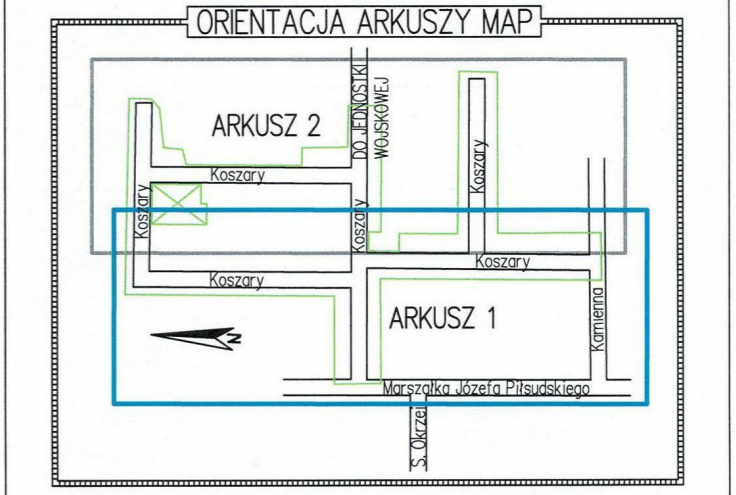 ORIENTACJA ARKUSZY MAP
ARKUSZ 2
DO JEDNOSTKI
WOJSKOWEJ
Koszary
Koszary
Koszary
Koszary
Koszary
Koszary
ARKUSZ 1
Kamienna
N
Marszałka Józefa Piłsudskiego
S. Okrzei